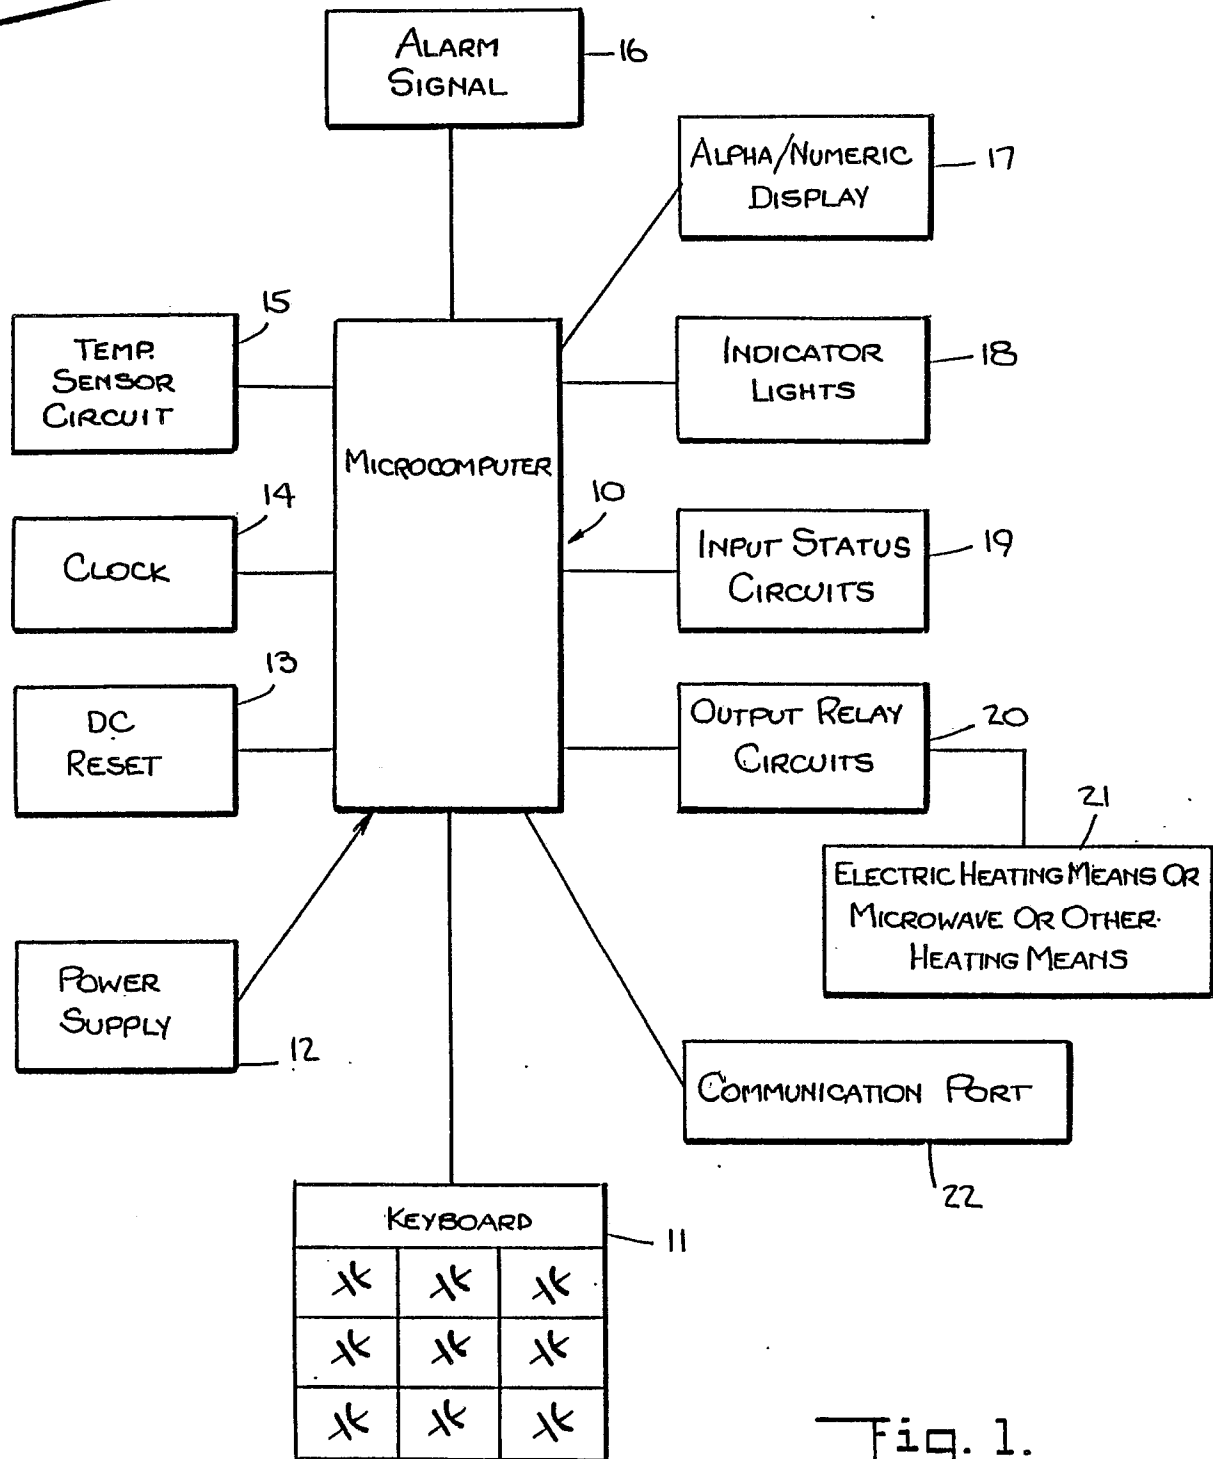 ALARM
SIGNAL
16
ALPHA/NUMERIC
DISPLAY
17
15
TEMP.
SENSOR
CIRCUIT
INDICATOR
LIGHTS
18
MICROCOMPUTER
10
14
CLOCK
INPUT STATUS
CIRCUITS
19
13
DC
RESET
OUTPUT RELAY
CIRCUITS
20
21
ELECTRIC HEATING MEANS OR
MICROWAVE OR OTHER
HEATING MEANS
POWER
SUPPLY
12
COMMUNICATION PORT
22
KEYBOARD
11
Fig. 1.